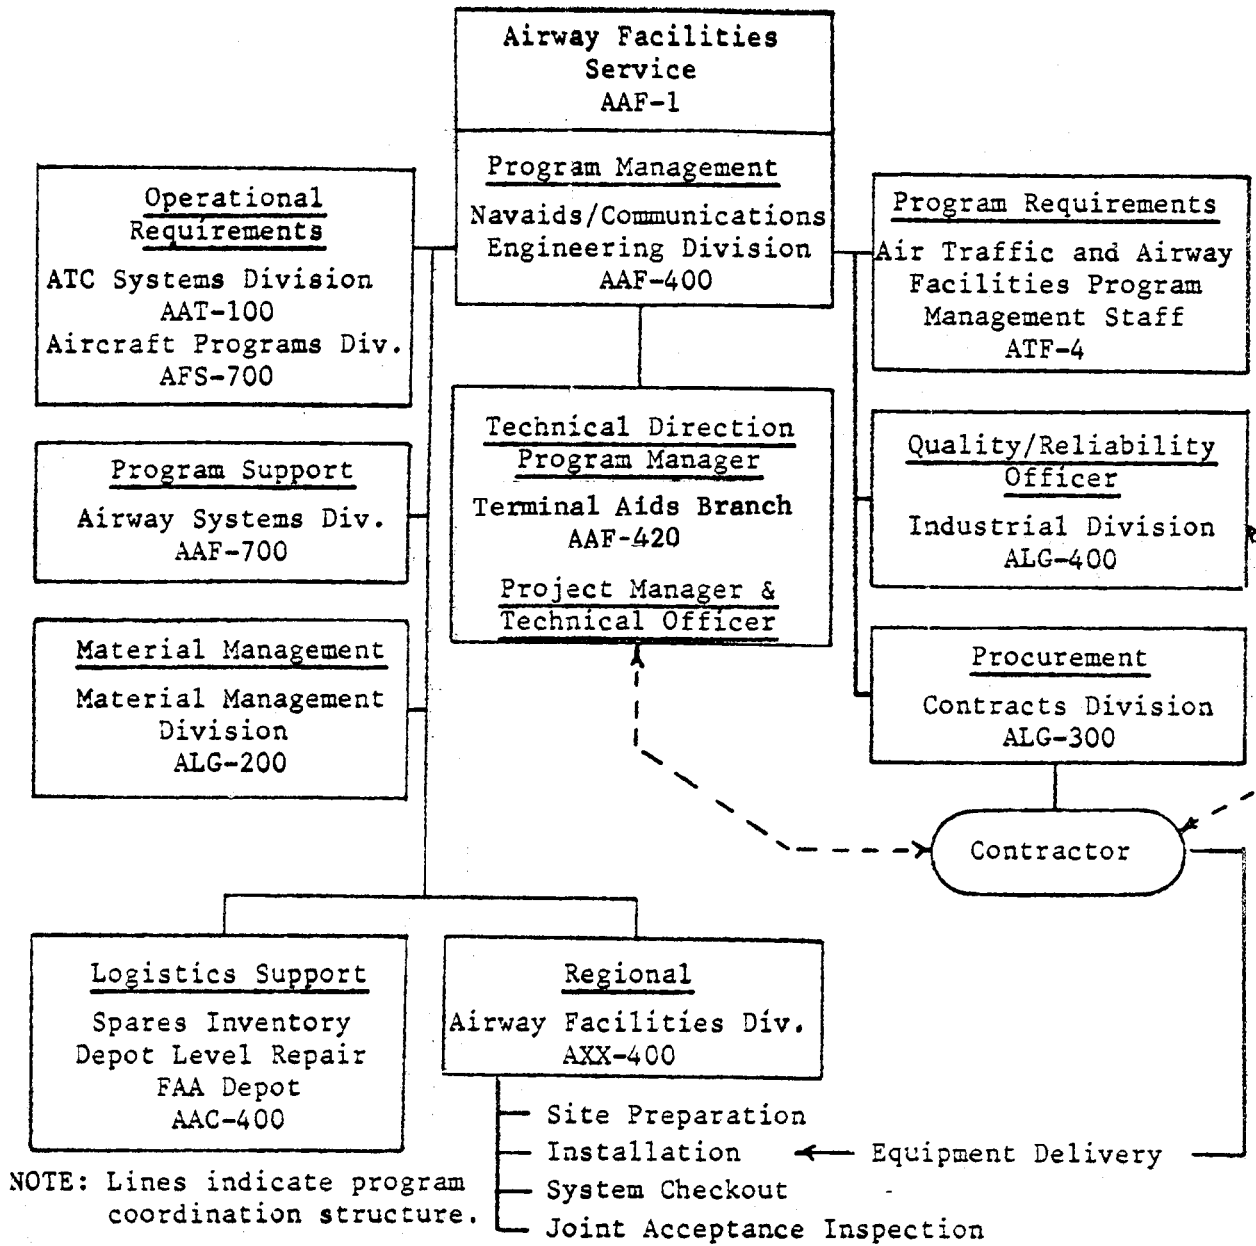 Airway Facilities
Service
AAF-1
Program Management
Navaids/Communications
Engineering Division
AAF-400
Operational
Requirements
ATC Systems Division
AAT-100
Aircraft Programs Div.
AFS-700
Program Requirements
Air Traffic and Airway
Facilities Program
Management Staff
ATF-4
Technical Direction
Program Manager
Terminal Aids Branch
AAF-420
Project Manager &
Technical Officer
Program Support
Airway Systems Div.
AAF-700
Quality/Reliability
Officer
Industrial Division
ALG-400
Material Management
Material Management
Division
ALG-200
Procurement
Contracts Division
ALG-300
Contractor
Logistics Support
Spares Inventory
Depot Level Repair
FAA Depot
AAC-400
Regional
Airway Facilities Div.
AXX-400
Site Preparation
Installation
Equipment Delivery
System Checkout
Joint Acceptance Inspection
NOTE: Lines indicate program
coordination structure.